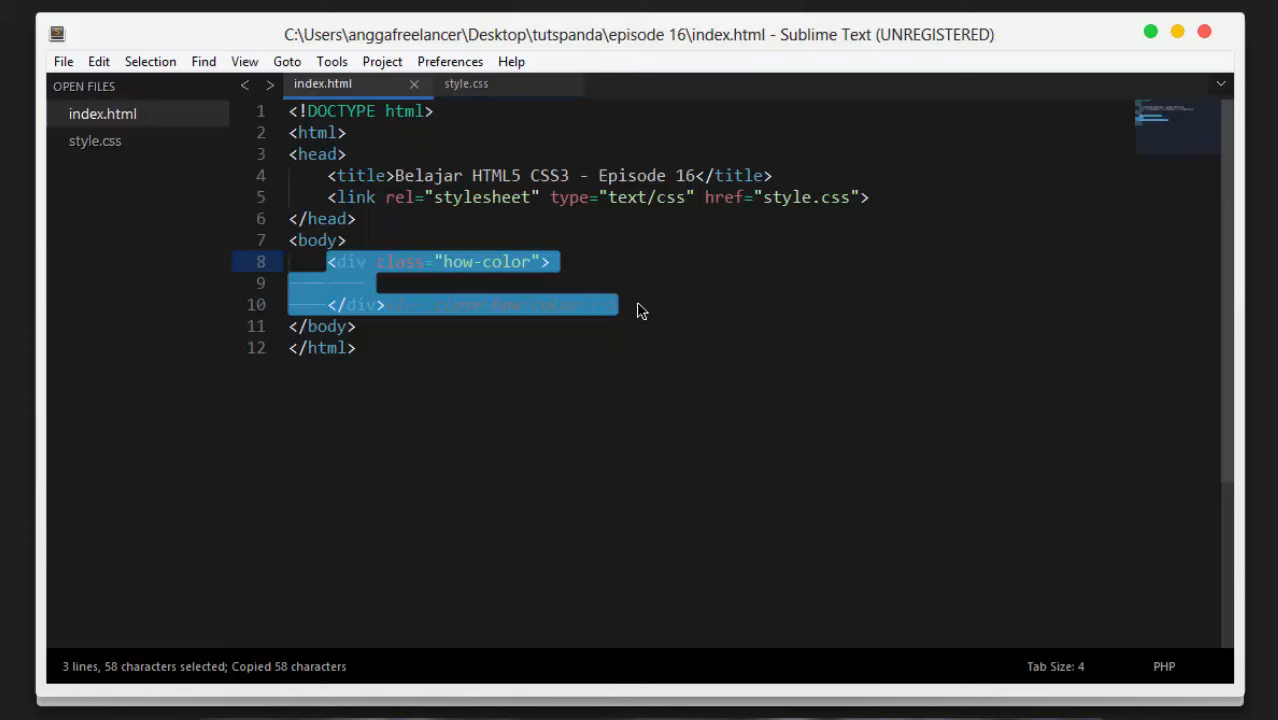 C:\Users\anggafreelancer\Desktop\tutspanda\episode 16\index.html - Sublime Text (UNREGISTERED)
File Edit Selection Find View Goto Tools Project Preferences Help
OPEN FILES
index.html
style.css
index.html style.css
1 <!DOCTYPE html>
2 <html>
3 <head>
4 <title>Belajar HTML5 CSS3 - Episode 16</title>
5 <link rel="stylesheet" type="text/css" href="style.css">
6 </head>
7 <body>
8 <div class="how-color">
9
10 </div><!-- close how-color -->
11 </body>
12 </html>
3 lines, 58 characters selected; Copied 58 characters
Tab Size: 4
PHP